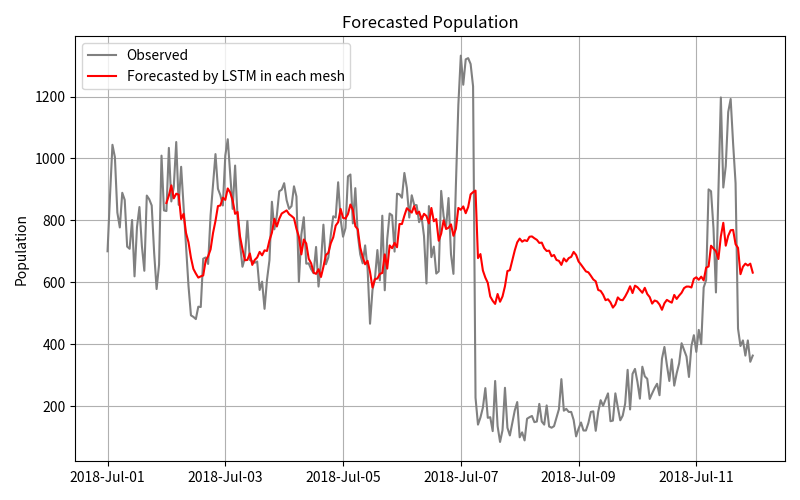 Forecasted Population
Observed
Forecasted by LSTM in each mesh
Population
1200
1000
800
600
400
200
2018-Jul-01
2018-Jul-03
2018-Jul-05
2018-Jul-07
2018-Jul-09
2018-Jul-11